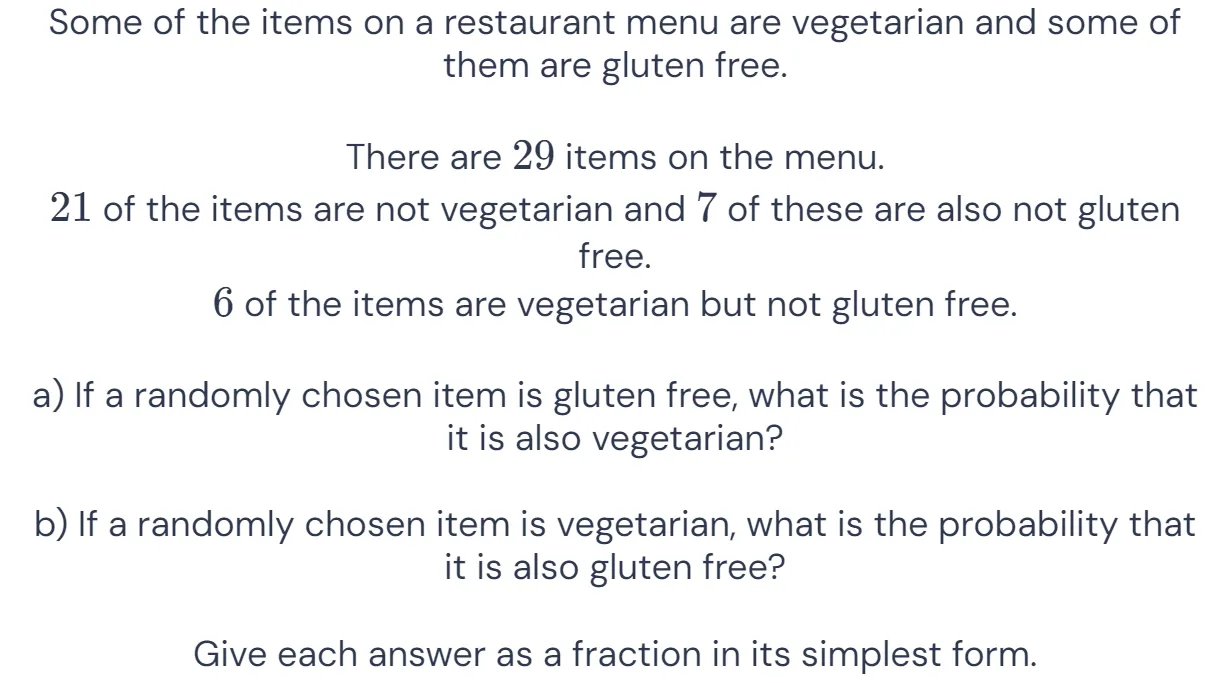 Some of the items on a restaurant menu are vegetarian and some of
them are gluten free.
There are 29 items on the menu.
21 of the items are not vegetarian and 7 of these are also not gluten
free.
6 of the items are vegetarian but not gluten free.
a) If a randomly chosen item is gluten free, what is the probability that
it is also vegetarian?
b) If a randomly chosen item is vegetarian, what is the probability that
it is also gluten free?
Give each answer as a fraction in its simplest form.